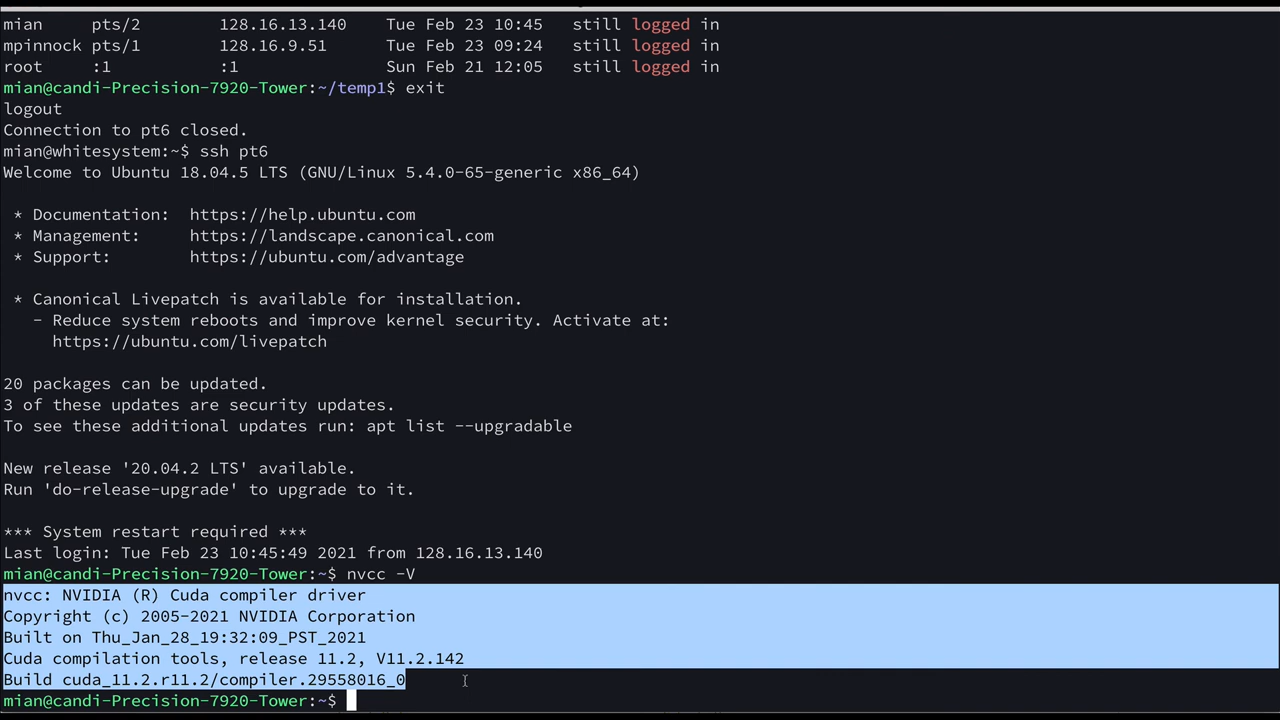 mian     pts/2        128.16.13.140    Tue Feb 23 10:45   still logged in
mpinnock pts/1        128.16.9.51      Tue Feb 23 09:24   still logged in
root     :1           :1               Sun Feb 21 12:05   still logged in
mian@candi-Precision-7920-Tower:~/temp1$ exit
logout
Connection to pt6 closed.
mian@whitesystem:~$ ssh pt6
Welcome to Ubuntu 18.04.5 LTS (GNU/Linux 5.4.0-65-generic x86_64)
* Documentation:  https://help.ubuntu.com
* Management:     https://landscape.canonical.com
* Support:        https://ubuntu.com/advantage
* Canonical Livepatch is available for installation.
- Reduce system reboots and improve kernel security. Activate at:
https://ubuntu.com/livepatch
20 packages can be updated.
3 of these updates are security updates.
To see these additional updates run: apt list --upgradable
New release '20.04.2 LTS' available.
Run 'do-release-upgrade' to upgrade to it.
*** System restart required ***
Last login: Tue Feb 23 10:45:49 2021 from 128.16.13.140
mian@candi-Precision-7920-Tower:~$ nvcc -V
nvcc: NVIDIA (R) Cuda compiler driver
Copyright (c) 2005-2021 NVIDIA Corporation
Built on Thu_Jan_28_19:32:09_PST_2021
Cuda compilation tools, release 11.2, V11.2.142
Build cuda_11.2.r11.2/compiler.29558016_0
mian@candi-Precision-7920-Tower:~$